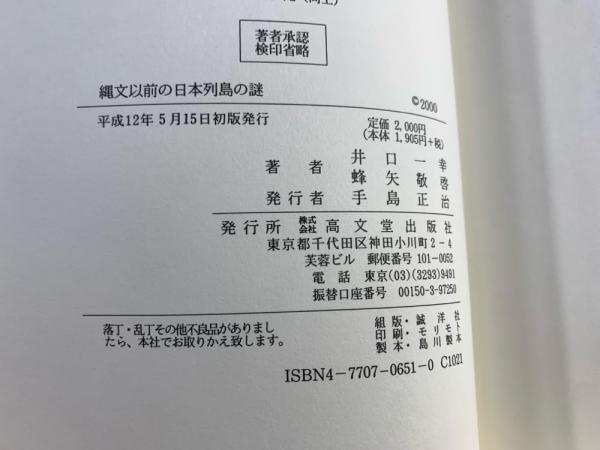 著者承認
検印省略
縄文以前の日本列島の謎
©2000
平成12年5月15日初版発行
定価 2,000円
(本体 1,905円+税)
著者 井口一幸
蜂矢敬啓
発行者 手島正治
発行所 株式会社 高文堂出版社
東京都千代田区神田小川町2-4
芙蓉ビル 郵便番号 101-0052
電話 東京(03)(3293)9491
振替口座番号 00150-3-97250
落丁・乱丁その他不良品がありまし
たら、本社でお取りかえ致します。
組版・誠洋社
印刷・モリモト
製本・島川製本
ISBN4-7707-0651-0 C1021